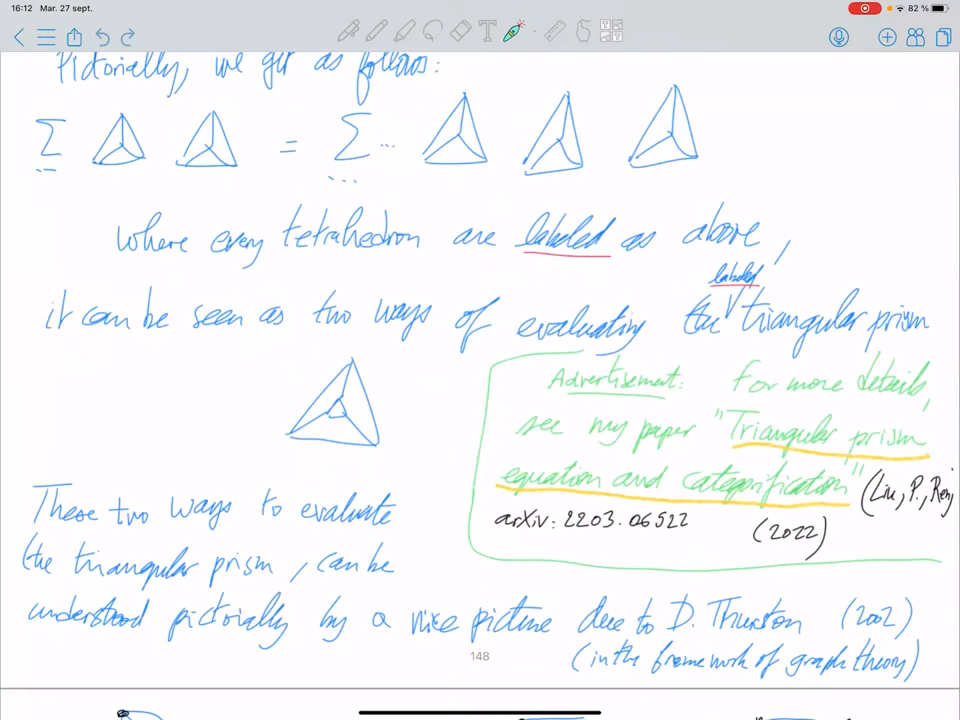 16:12 Mar. 27 sept.
82 %
Pictorially, we get as follows:
∑ = ∑ ...
where every tetrahedron are labeled as above,
labeled
it can be seen as two ways of evaluating the triangular prism
Advertisement: For more details,
see my paper "Triangular prism
equation and categorification" (Liu, P., Ren,
arXiv: 2203.06522 (2022)
These two ways to evaluate
the triangular prism, can be
understood pictorially by a nice picture due to D. Thurston (2002)
(in the framework of graph theory)
148